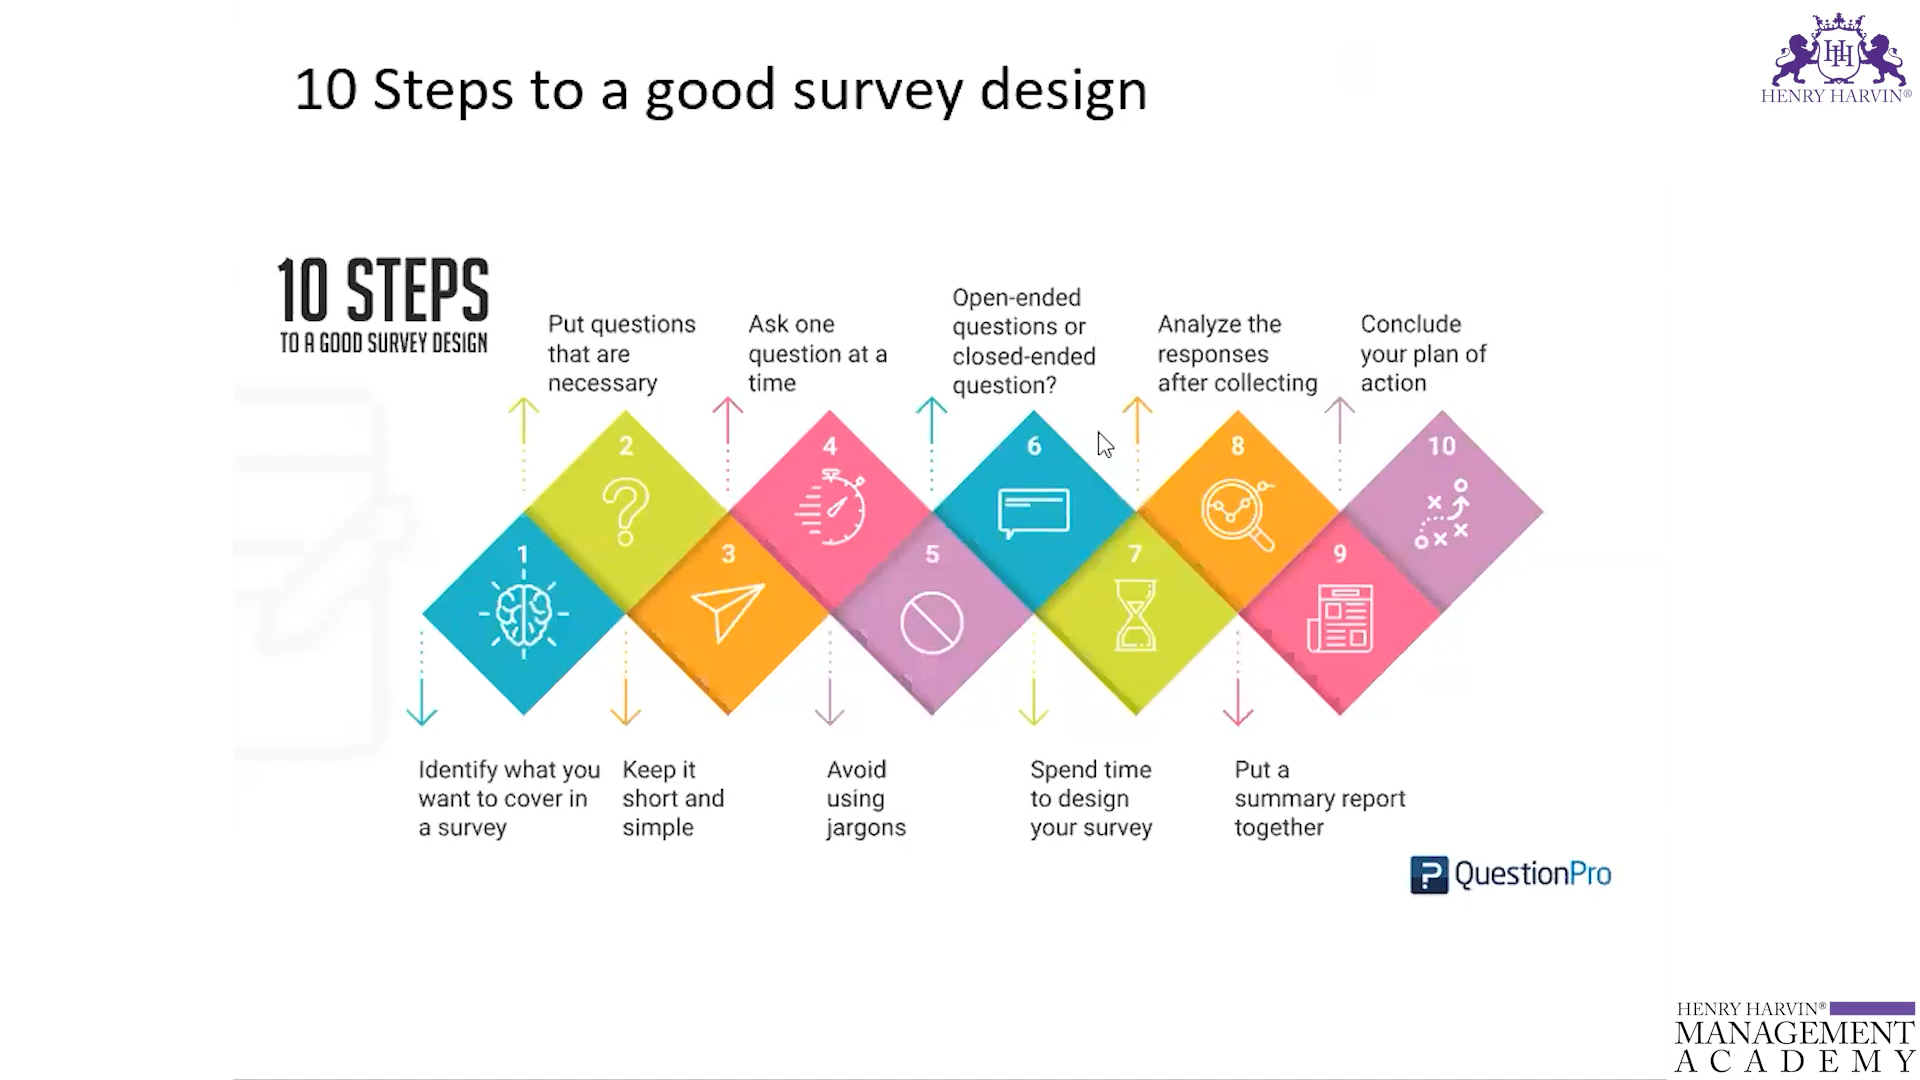 10 Steps to a good survey design
HENRY HARVIN®
10 STEPS
TO A GOOD SURVEY DESIGN
1
Identify what you
want to cover in
a survey
2
Put questions
that are
necessary
3
Keep it
short and
simple
4
Ask one
question at a
time
5
Avoid
using
jargons
6
Open-ended
questions or
closed-ended
question?
7
Spend time
to design
your survey
8
Analyze the
responses
after collecting
9
Put a
summary report
together
10
Conclude
your plan of
action
QuestionPro
HENRY HARVIN®
MANAGEMENT
ACADEMY